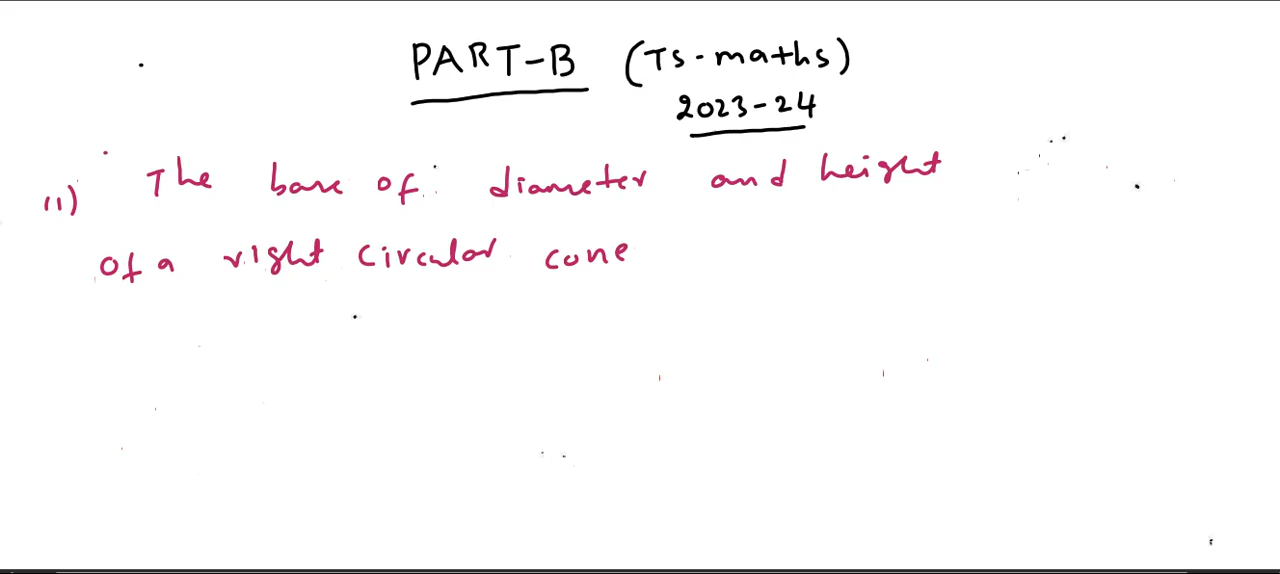 PART-B (TS-maths)
2023-24
11) The base of diameter and height
of a right circular cone